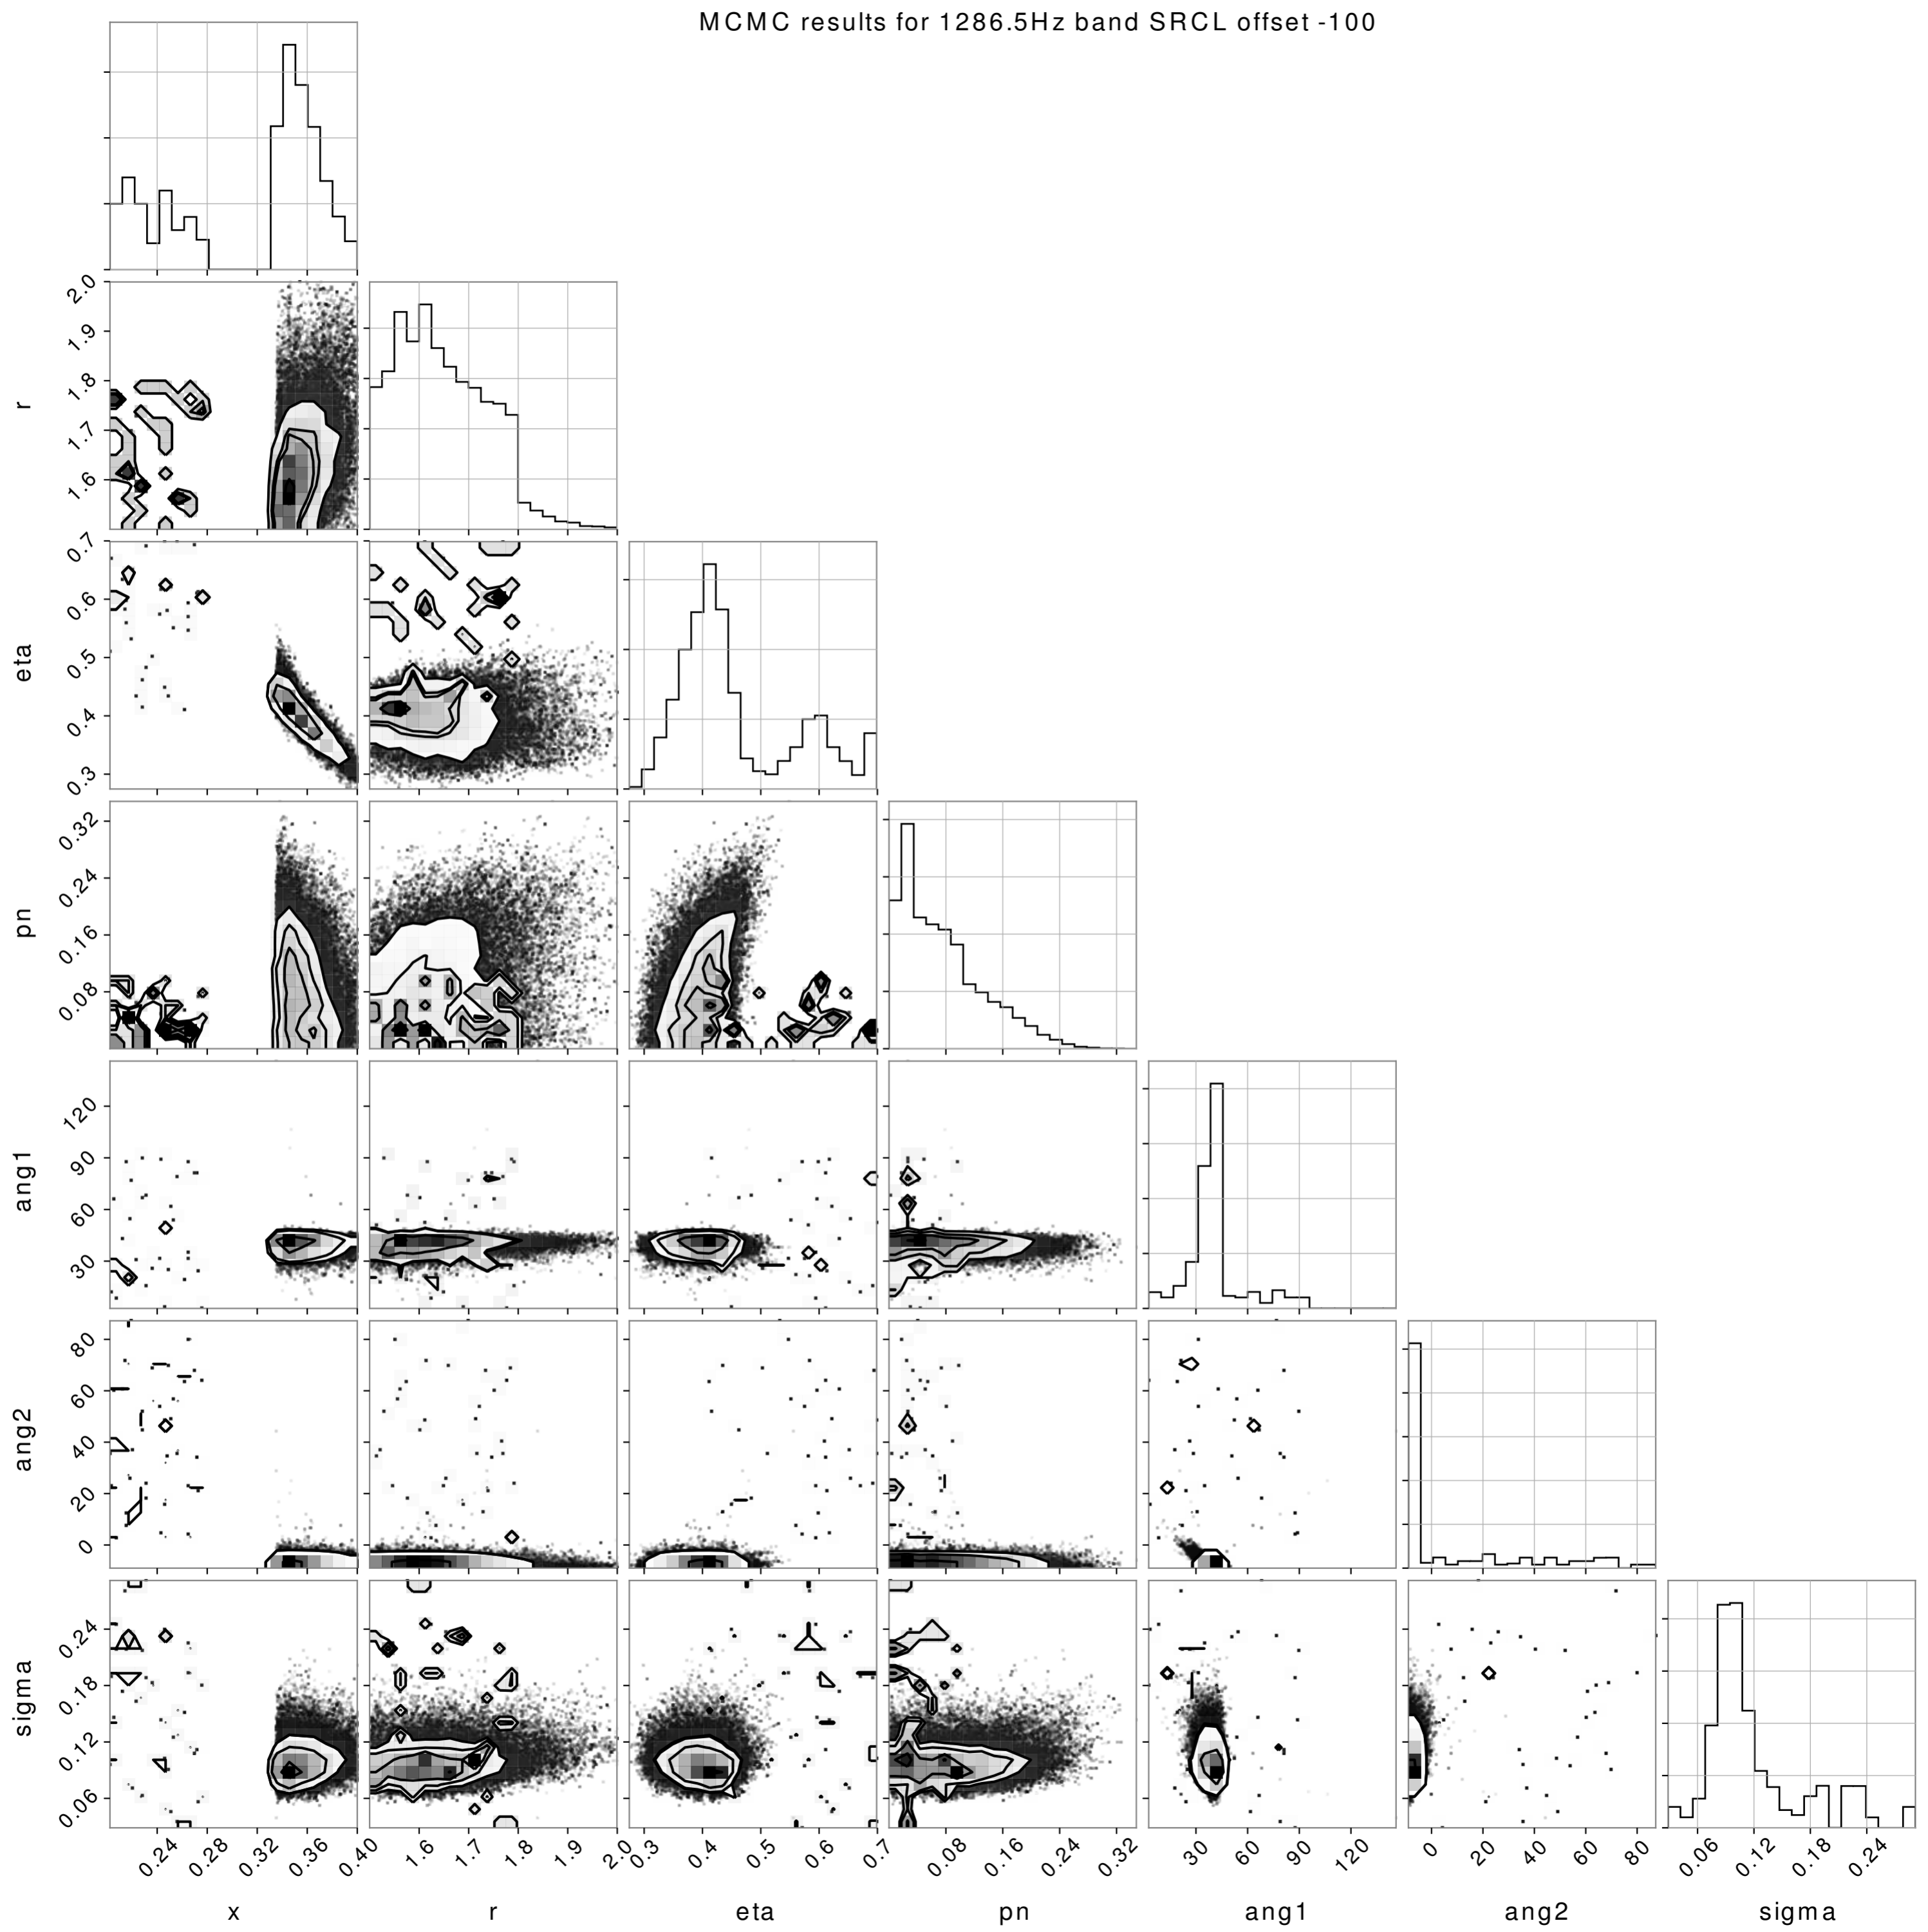 MCMC results for 1286.5Hz band SRCL offset -100
2.0
1.9
1.8
1.7
1.6
r
0.7
0.6
0.5
0.4
0.3
eta
0.32
0.24
0.16
0.08
pn
120
90
60
30
ang1
80
60
40
20
0
ang2
0.24
0.18
0.12
0.06
sigma
0.24 0.28 0.32 0.36 0.40
1.6 1.7 1.8 1.9 2.0
0.3 0.4 0.5 0.6 0.7
0.08 0.16 0.24 0.32
30 60 90 120
0 20 40 60 80
0.06 0.12 0.18 0.24
x r eta pn ang1 ang2 sigma